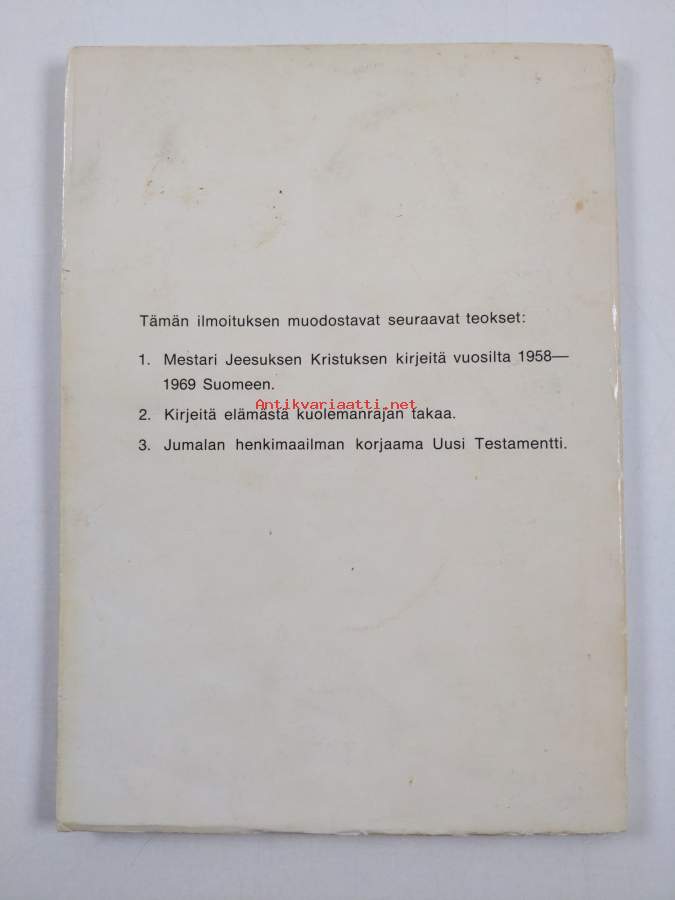 Tämän ilmoituksen muodostavat seuraavat teokset:
1. Mestari Jeesuksen Kristuksen kirjeitä vuosilta 1958—
1969 Suomeen.
Antikvariaatti.net
2. Kirjeitä elämästä kuolemanrajan takaa.
3. Jumalan henkimaailman korjaama Uusi Testamentti.